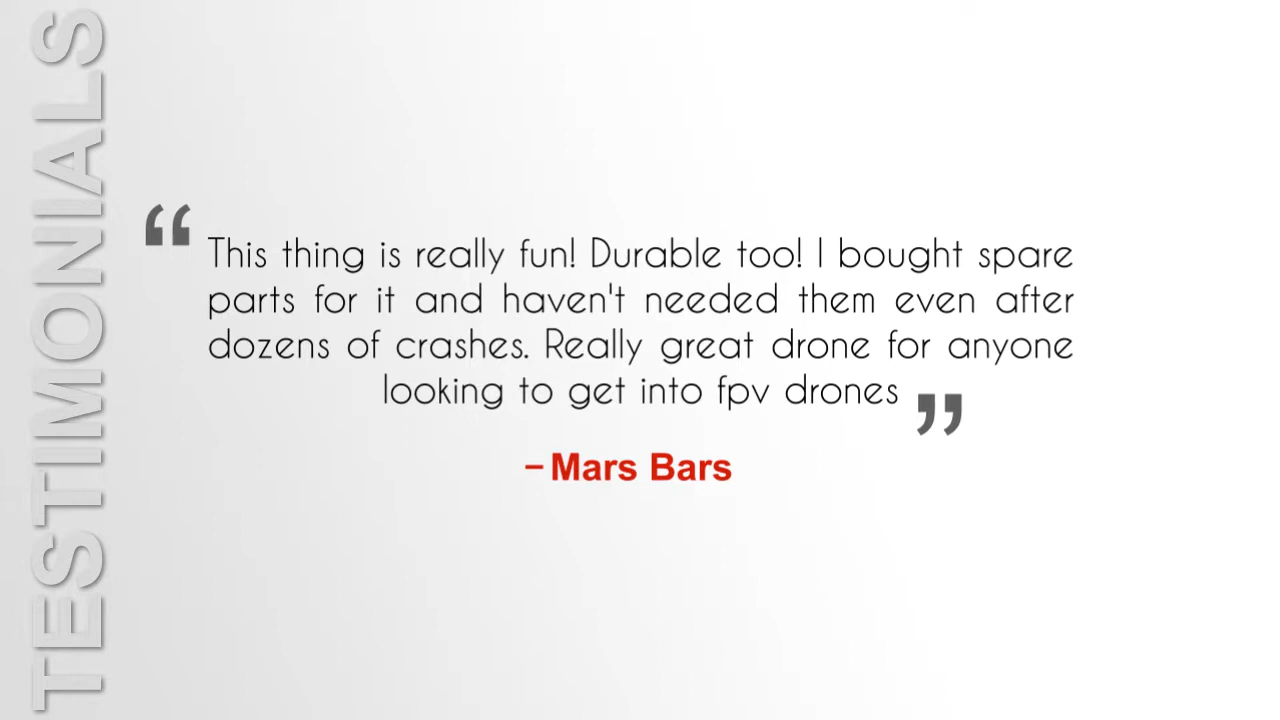 TESTIMONIALS
“ This thing is really fun! Durable too! I bought spare
parts for it and haven't needed them even after
dozens of crashes. Really great drone for anyone
looking to get into fpv drones ”
– Mars Bars